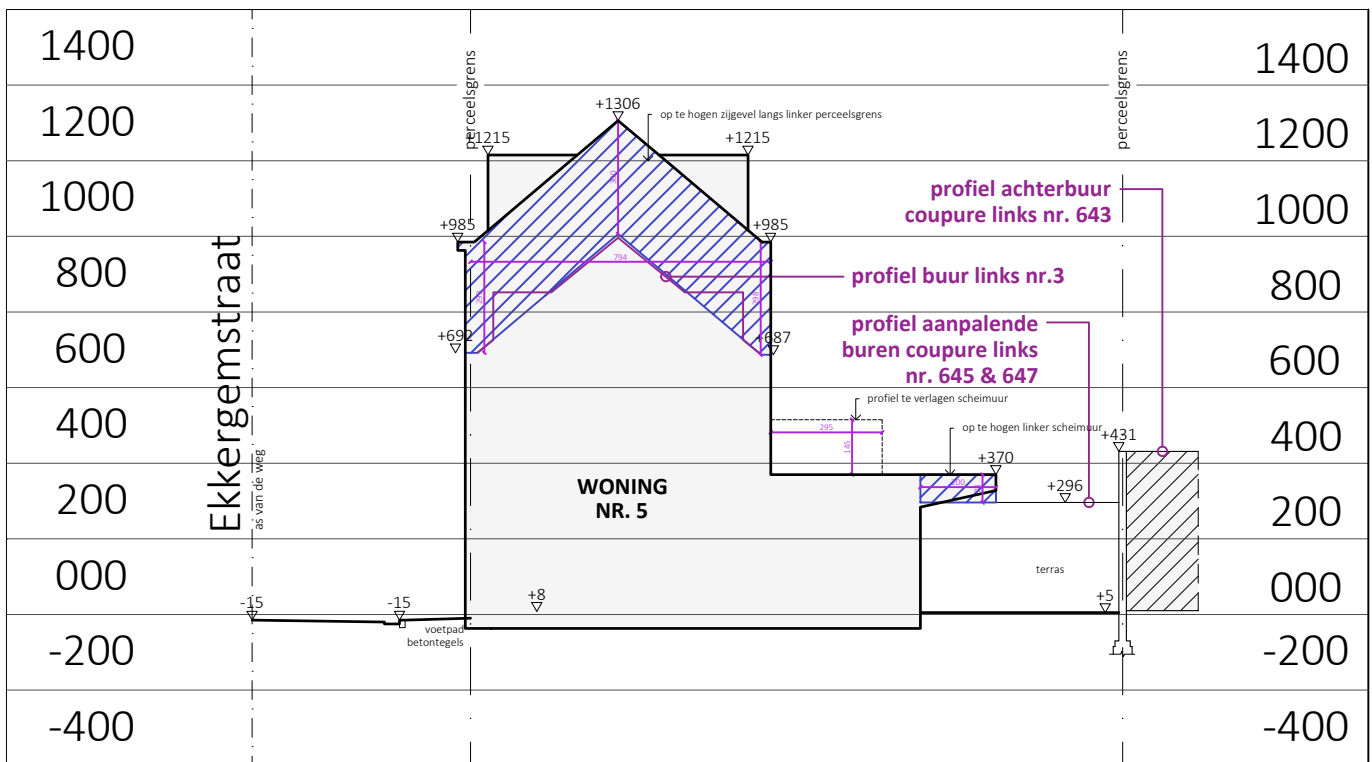 1400
1200
1000
800
600
400
200
000
-200
-400
Ekkergemstraat
as van de weg
perceelsgrens
+1306
op te hogen zijgevel langs linker perceelsgrens
+1215
+1215
300
+985
+985
794
293
298
+692
+687
profiel achterbuur
coupure links nr. 643
profiel buur links nr.3
profiel aanpalende
buren coupure links
nr. 645 & 647
profiel te verlagen scheimuur
295
145
op te hogen linker scheimuur
+431
+370
200
+296
WONING
NR. 5
terras
+8
+5
-15
-15
voetpad
betontegels
perceelsgrens
1400
1200
1000
800
600
400
200
000
-200
-400